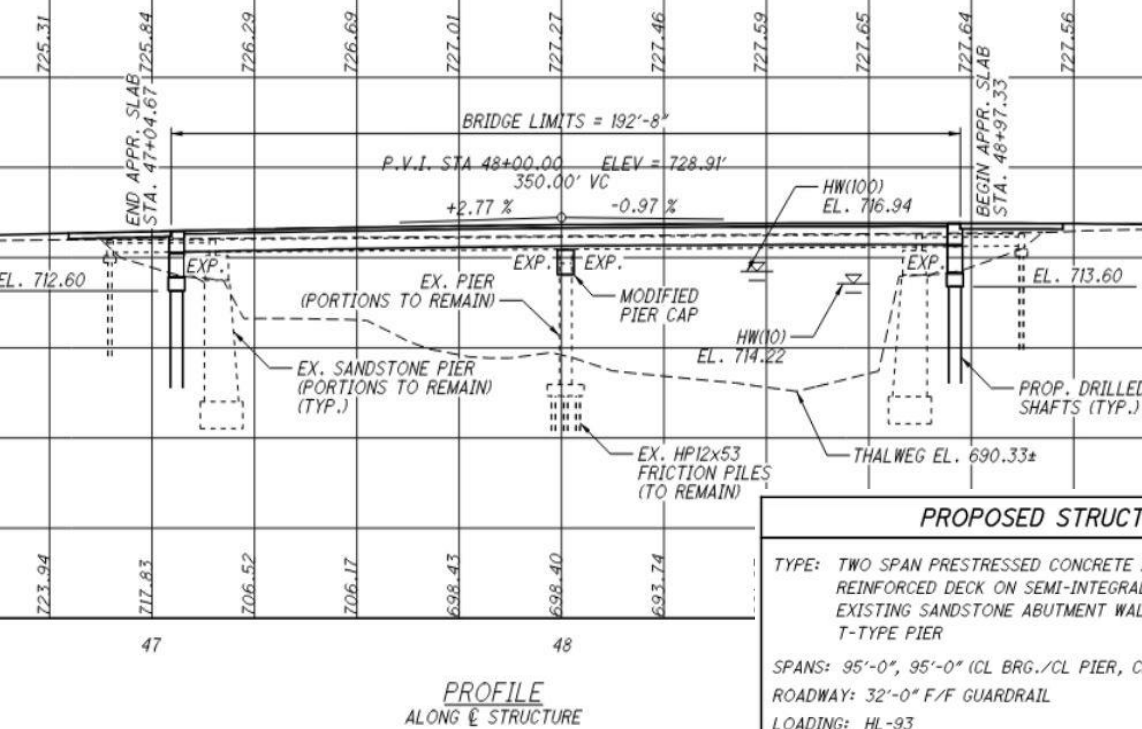 725.31
725.84
726.29
726.69
727.01
727.27
727.46
727.59
727.65
727.64
727.56
END APPR. SLAB
STA. 47+04.67
BRIDGE LIMITS = 192'-8"
BEGIN APPR. SLAB
STA. 48+97.33
P.V.I. STA 48+00.00 ELEV = 728.91'
350.00' VC
+2.77 %
-0.97 %
HW(100)
EL. 716.94
EL. 712.60
EXP.
EXP.
EXP.
EXP.
EL. 713.60
EX. PIER
(PORTIONS TO REMAIN)
MODIFIED
PIER CAP
HW(10)
EL. 714.22
EX. SANDSTONE PIER
(PORTIONS TO REMAIN)
(TYP.)
PROP. DRILLED
SHAFTS (TYP.)
EX. HP12x53
FRICTION PILES
(TO REMAIN)
THALWEG EL. 690.33±
723.94
717.83
706.52
706.17
698.43
698.40
693.74
47
48
PROFILE
ALONG ℄ STRUCTURE
PROPOSED STRUCT
TYPE: TWO SPAN PRESTRESSED CONCRETE
REINFORCED DECK ON SEMI-INTEGRAL
EXISTING SANDSTONE ABUTMENT WAL
T-TYPE PIER
SPANS: 95'-0", 95'-0" (CL BRG./CL PIER, C
ROADWAY: 32'-0" F/F GUARDRAIL
LOADING: HL-93